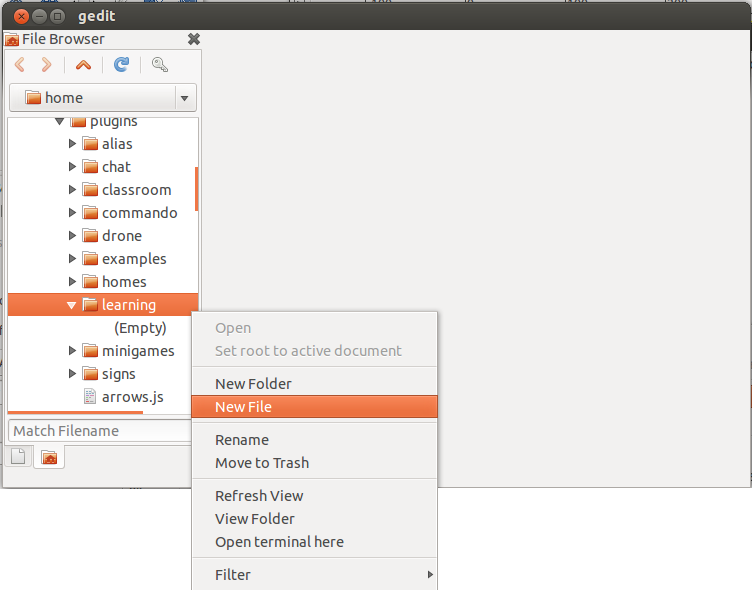 gedit
File Browser
home
plugins
alias
chat
classroom
commando
drone
examples
homes
learning
(Empty)
minigames
signs
arrows.js
Match Filename
Open
Set root to active document
New Folder
New File
Rename
Move to Trash
Refresh View
View Folder
Open terminal here
Filter